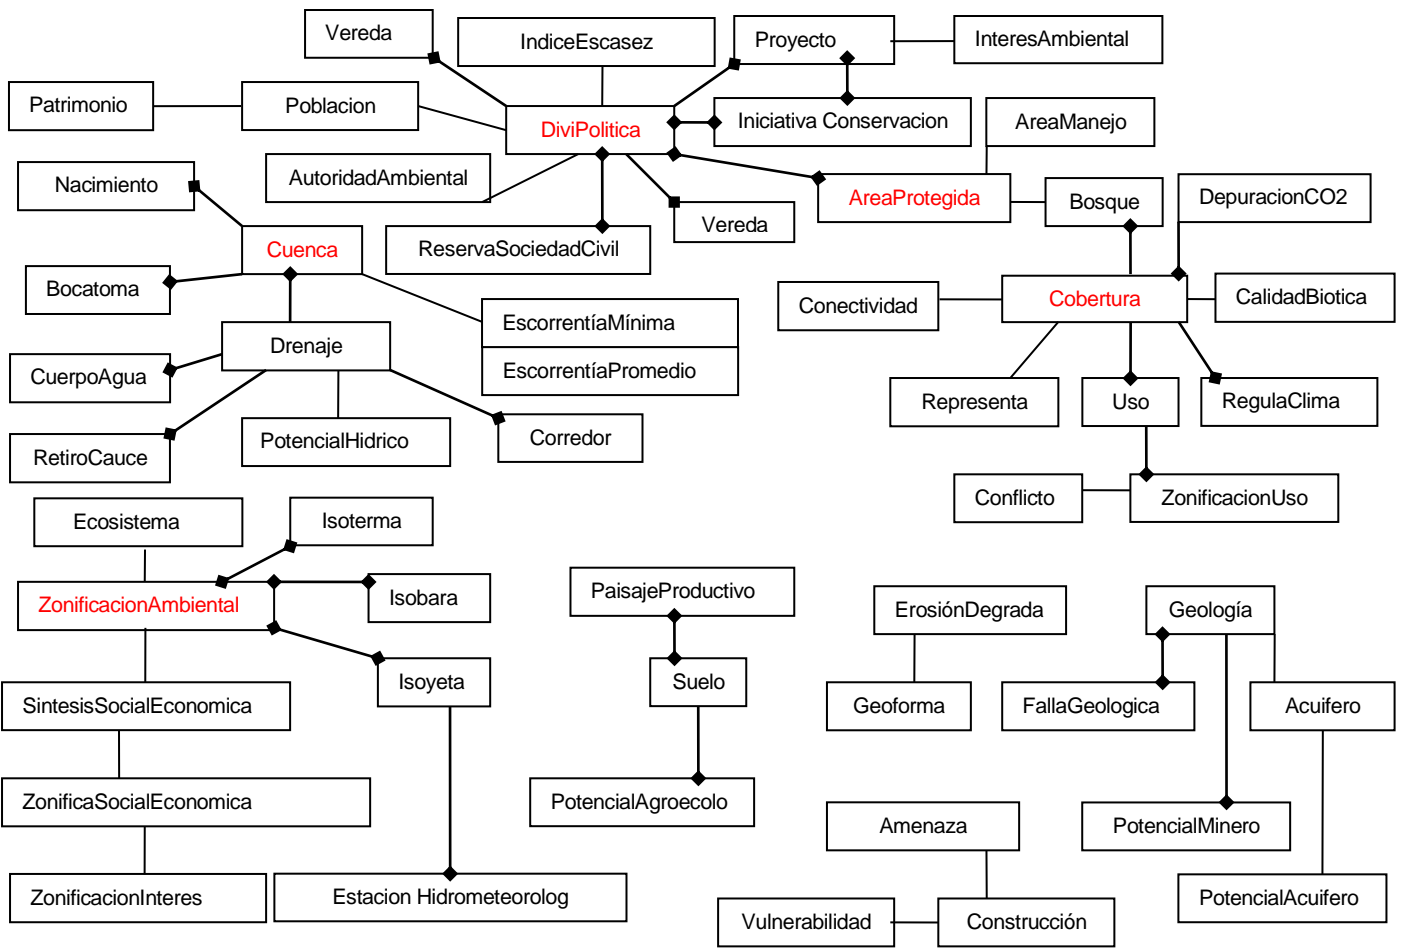 Vereda
IndiceEscasez
Proyecto
InteresAmbiental
Patrimonio
Poblacion
DiviPolitica
Iniciativa Conservacion
AreaManejo
Nacimiento
AutoridadAmbiental
AreaProtegida
Bosque
DepuracionCO2
Vereda
Cuenca
ReservaSociedadCivil
Bocatoma
Conectividad
Cobertura
CalidadBiotica
EscorrentíaMínima
Drenaje
EscorrentíaPromedio
CuerpoAgua
Representa
Uso
RegulaClima
PotencialHidrico
Corredor
RetiroCauce
Conflicto
ZonificacionUso
Ecosistema
Isoterma
ZonificacionAmbiental
Isobara
PaisajeProductivo
ErosiónDegrada
Geología
Isoyeta
Suelo
SintesisSocialEconomica
Geoforma
FallaGeologica
Acuifero
ZonificaSocialEconomica
PotencialAgroecolo
Amenaza
PotencialMinero
ZonificacionInteres
Estacion Hidrometeorolog
PotencialAcuifero
Vulnerabilidad
Construcción